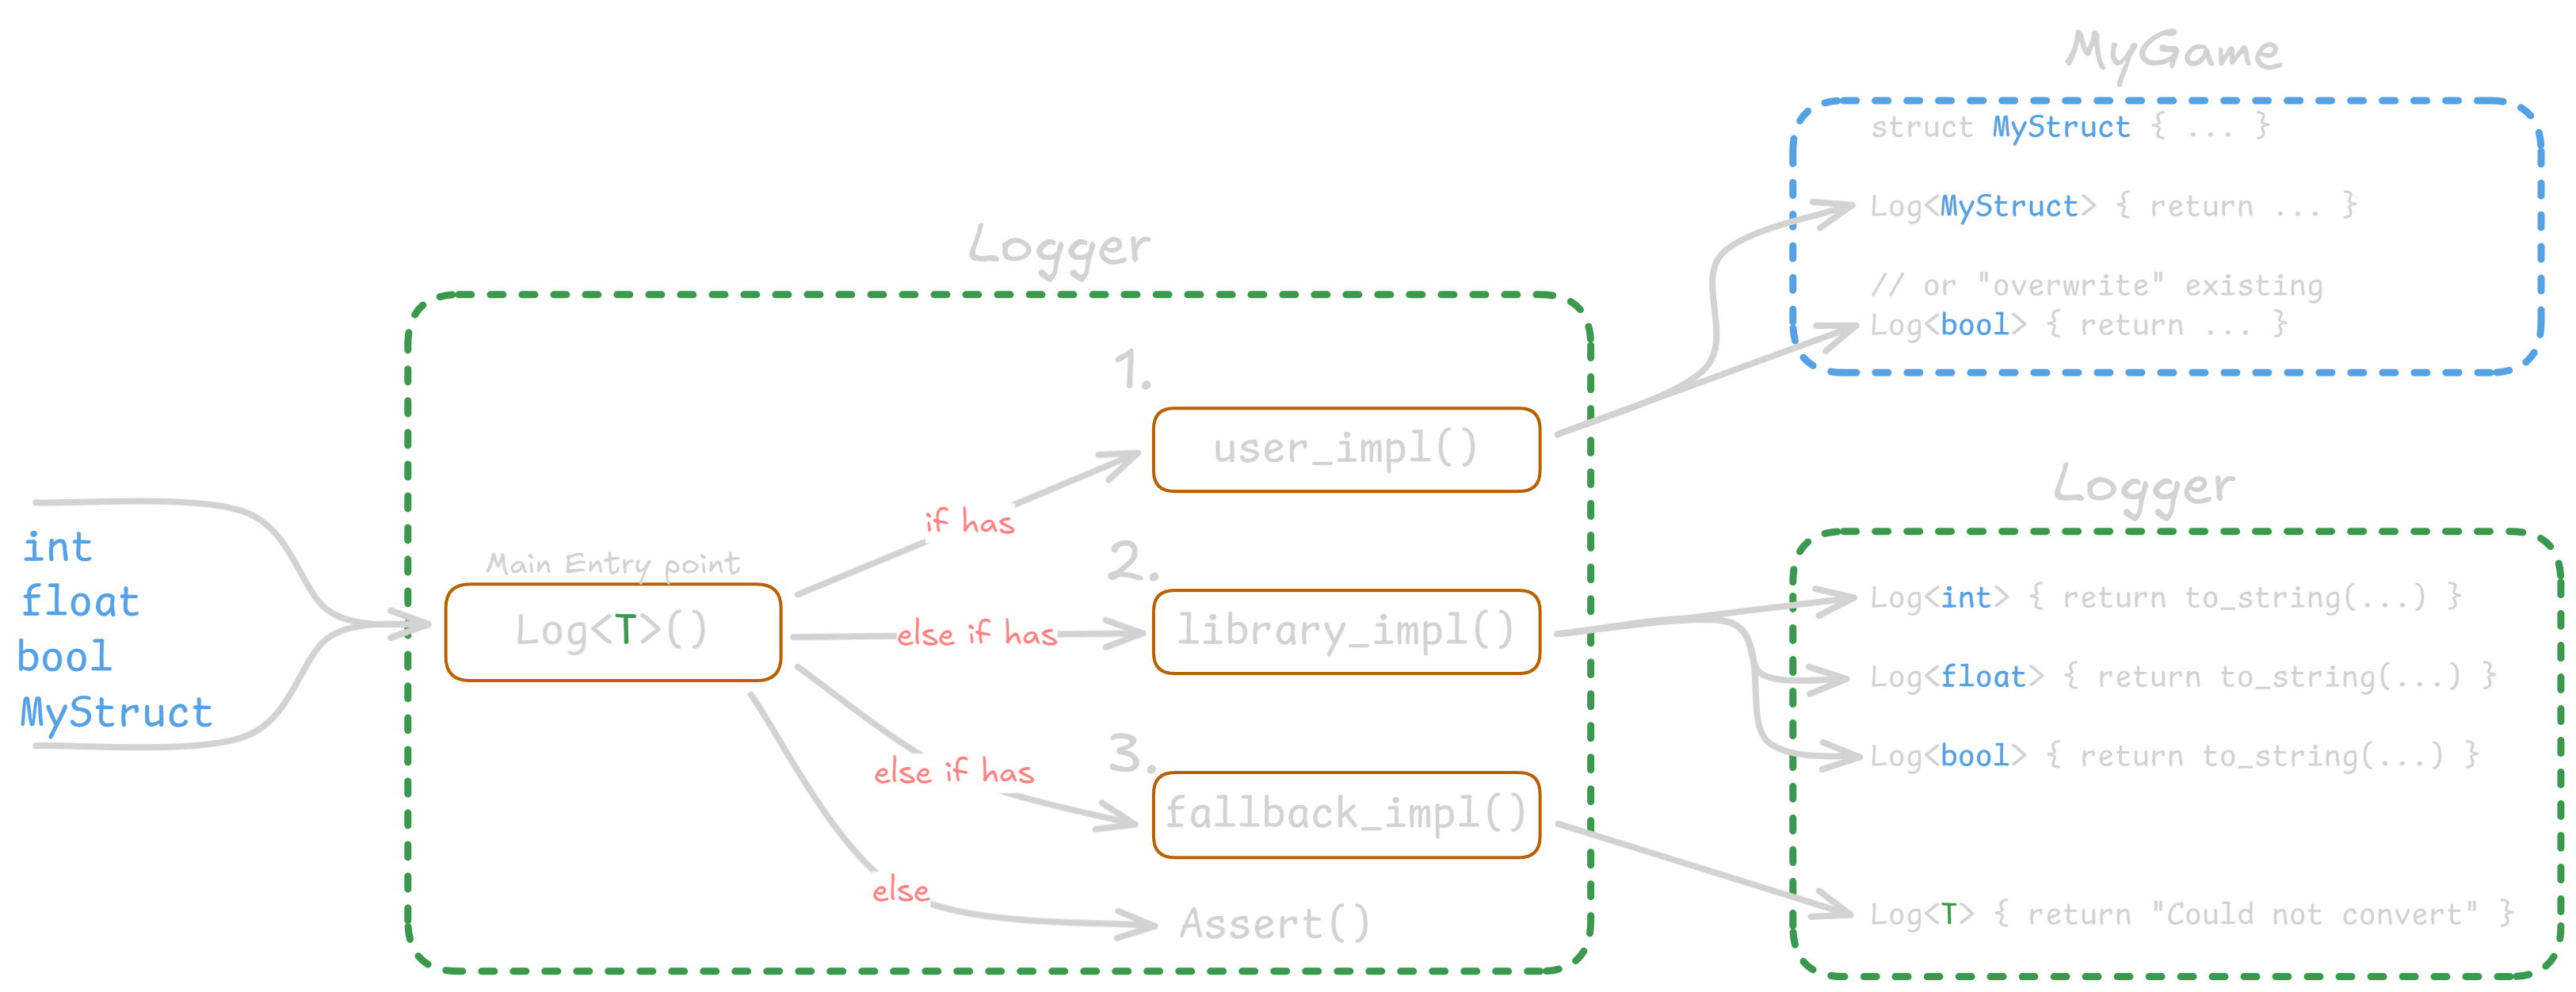 int
float
bool
MyStruct
Logger
Main Entry point
Log<T>()
if has
else if has
else if has
else
1.
user_impl()
2.
library_impl()
3.
fallback_impl()
Assert()
MyGame
struct MyStruct { ... }
Log<MyStruct> { return ... }
// or "overwrite" existing
Log<bool> { return ... }
Logger
Log<int> { return to_string(...) }
Log<float> { return to_string(...) }
Log<bool> { return to_string(...) }
Log<T> { return "Could not convert" }